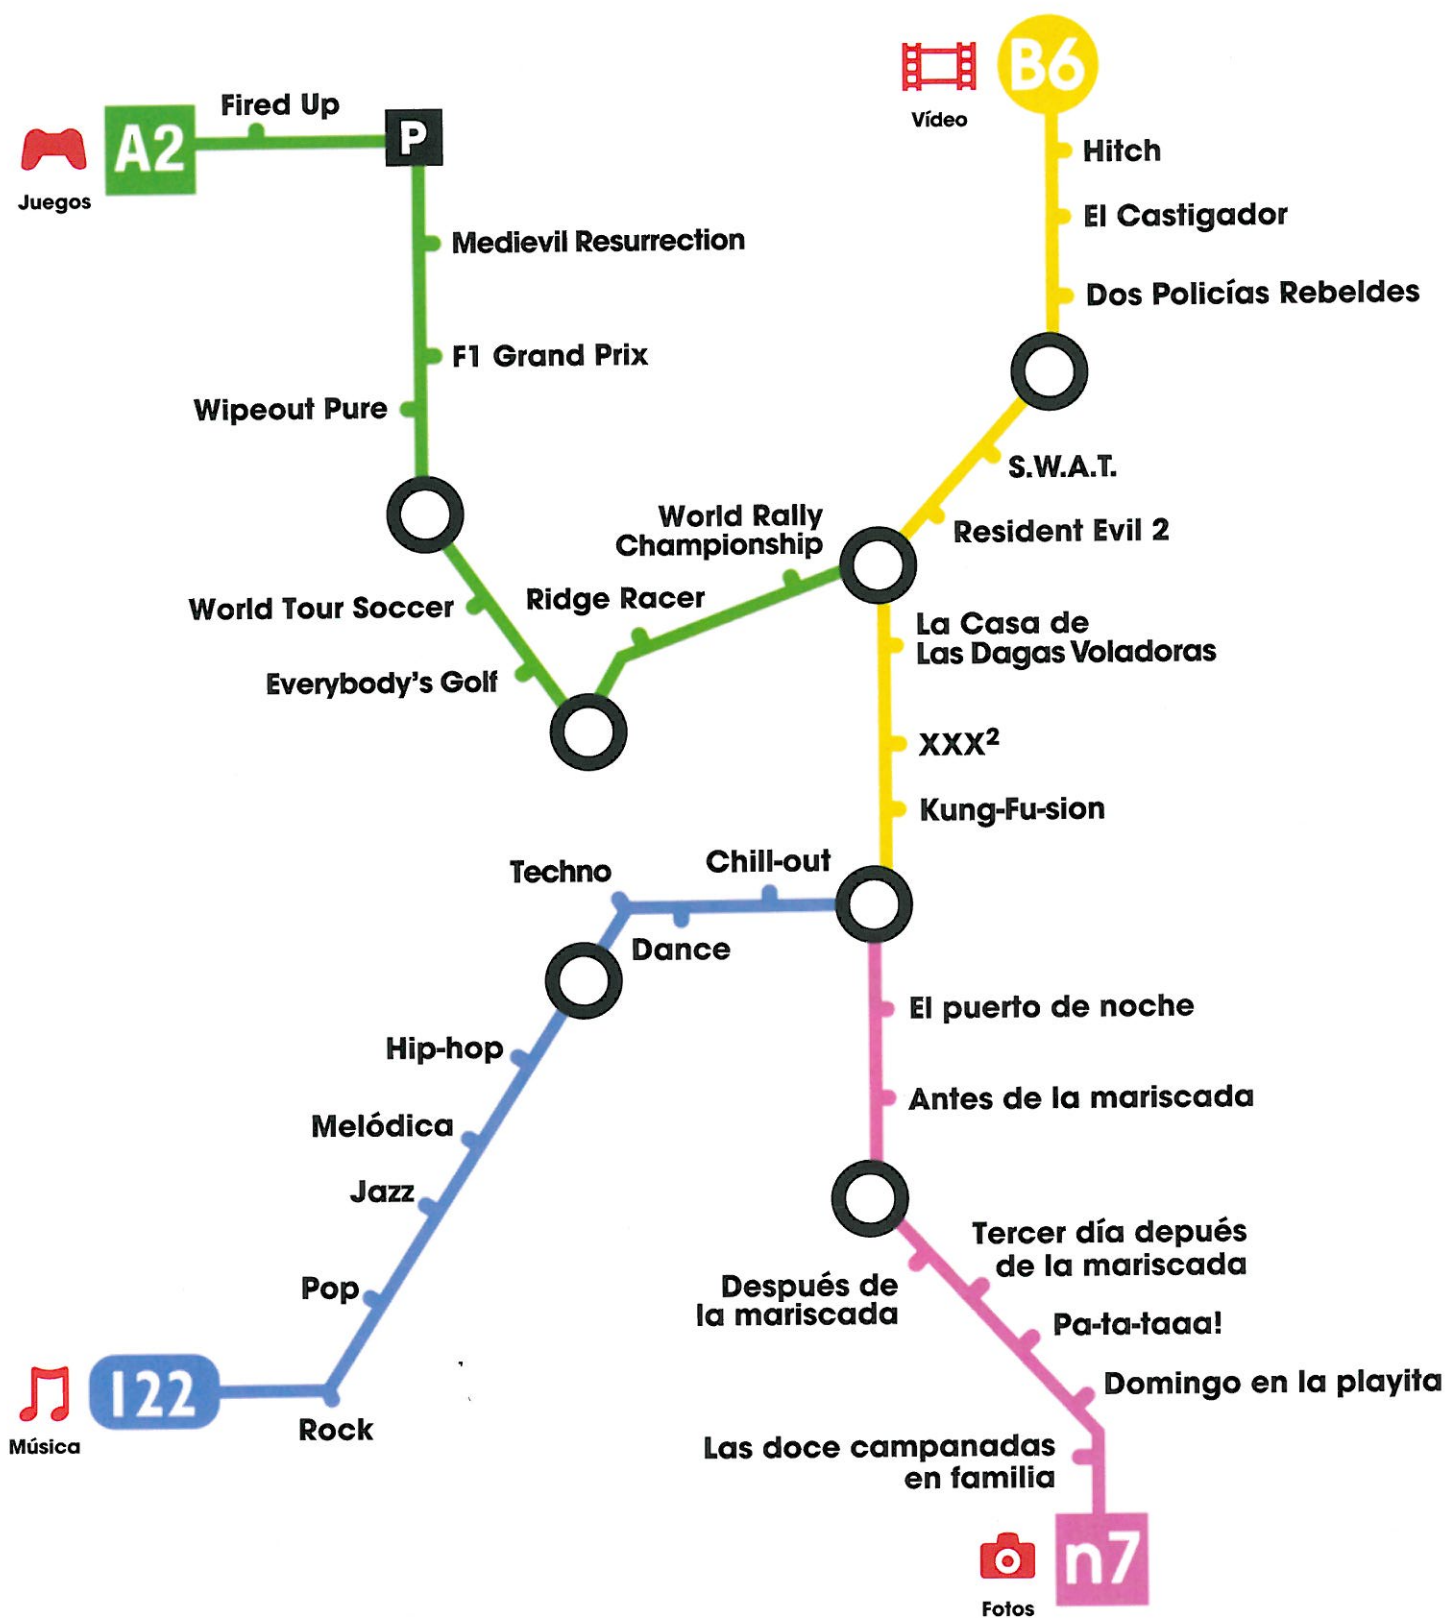 B6
Vídeo
Fired Up
A2
P
Juegos
Hitch
El Castigador
Medievil Resurrection
Dos Policías Rebeldes
F1 Grand Prix
Wipeout Pure
S.W.A.T.
World Rally
Championship
Resident Evil 2
Ridge Racer
World Tour Soccer
La Casa de
Las Dagas Voladoras
Everybody's Golf
XXX²
Kung-Fu-sion
Chill-out
Techno
Dance
El puerto de noche
Hip-hop
Antes de la mariscada
Melódica
Jazz
Tercer día depués
de la mariscada
Después de
la mariscada
Pop
Pa-ta-taaa!
Domingo en la playita
122
Música
Rock
Las doce campanadas
en familia
n7
Fotos